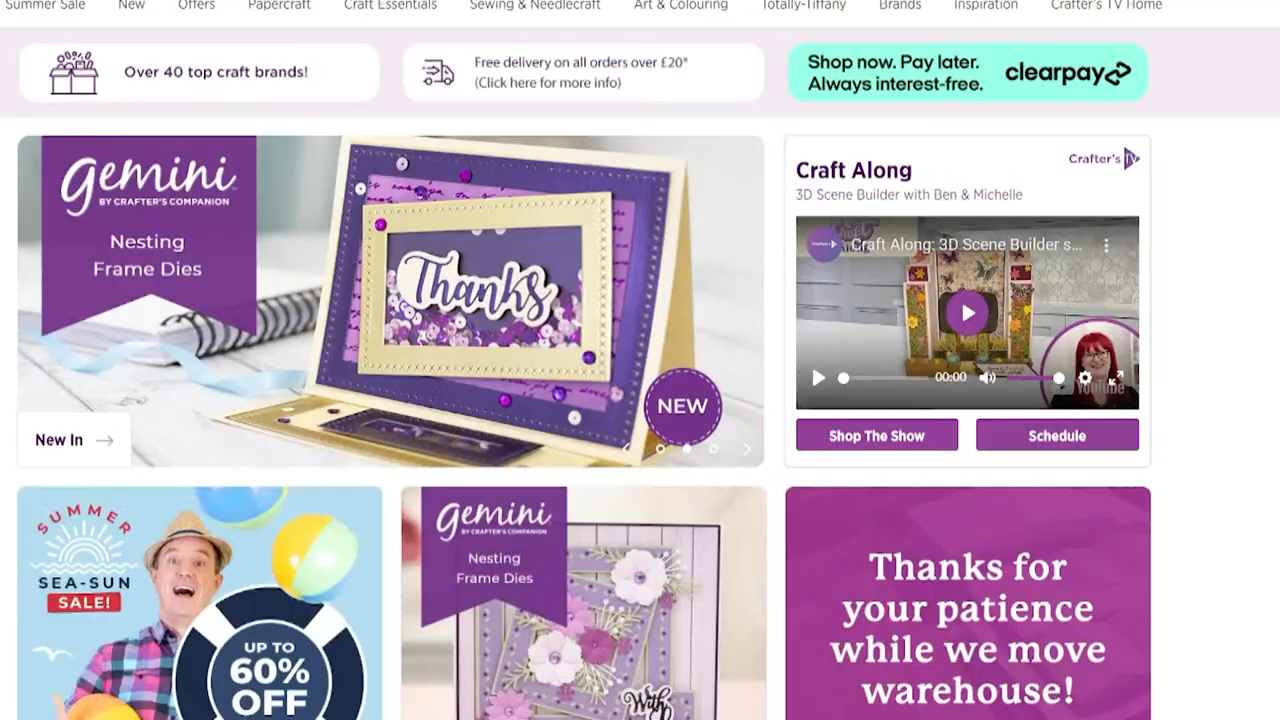 Summer Sale
New
Offers
Papercraft
Craft Essentials
Sewing & Needlecraft
Art & Colouring
Totally-Tiffany
Brands
Inspiration
Crafter's TV Home
Over 40 top craft brands!
Free delivery on all orders over £20*
(Click here for more info)
Shop now. Pay later.
Always interest-free.
clearpay
gemini
BY CRAFTER'S COMPANION
Nesting
Frame Dies
Thanks
NEW
New In
Craft Along
Crafter's TV
3D Scene Builder with Ben & Michelle
Craft Along: 3D Scene Builder s...
00:00
YouTube
Shop The Show
Schedule
SUMMER
SEA-SUN
SALE!
UP TO
60%
OFF
gemini
BY CRAFTER'S COMPANION
Nesting
Frame Dies
With
Thanks for
your patience
while we move
warehouse!